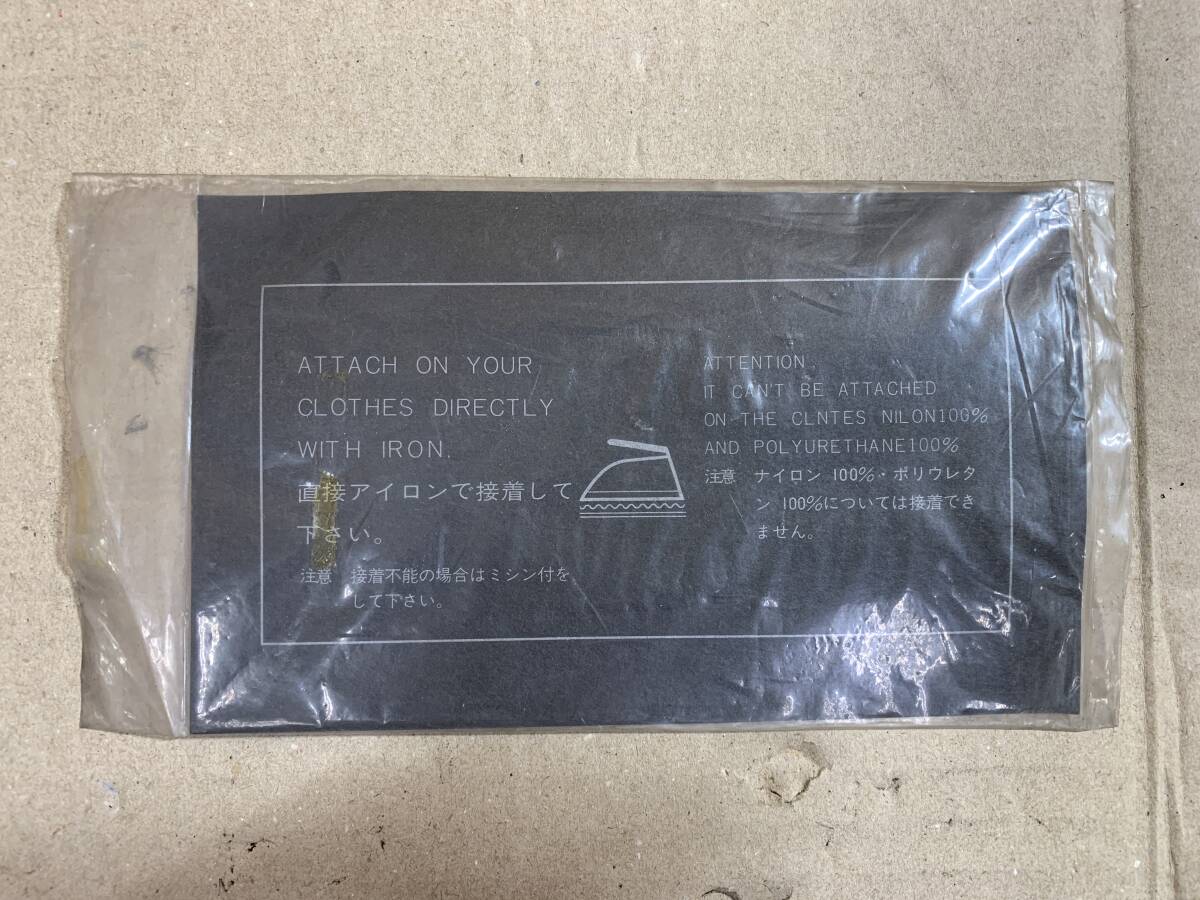 ATTACH ON YOUR
CLOTHES DIRECTLY
WITH IRON.
直接アイロンで接着して
下さい。
注意 接着不能の場合はミシン付を
して下さい。
ATTENTION.
IT CAN'T BE ATTACHED
ON THE CLNTES NILON100%
AND POLYURETHANE100%
注意 ナイロン 100%・ポリウレタ
ン 100%については接着でき
ません。